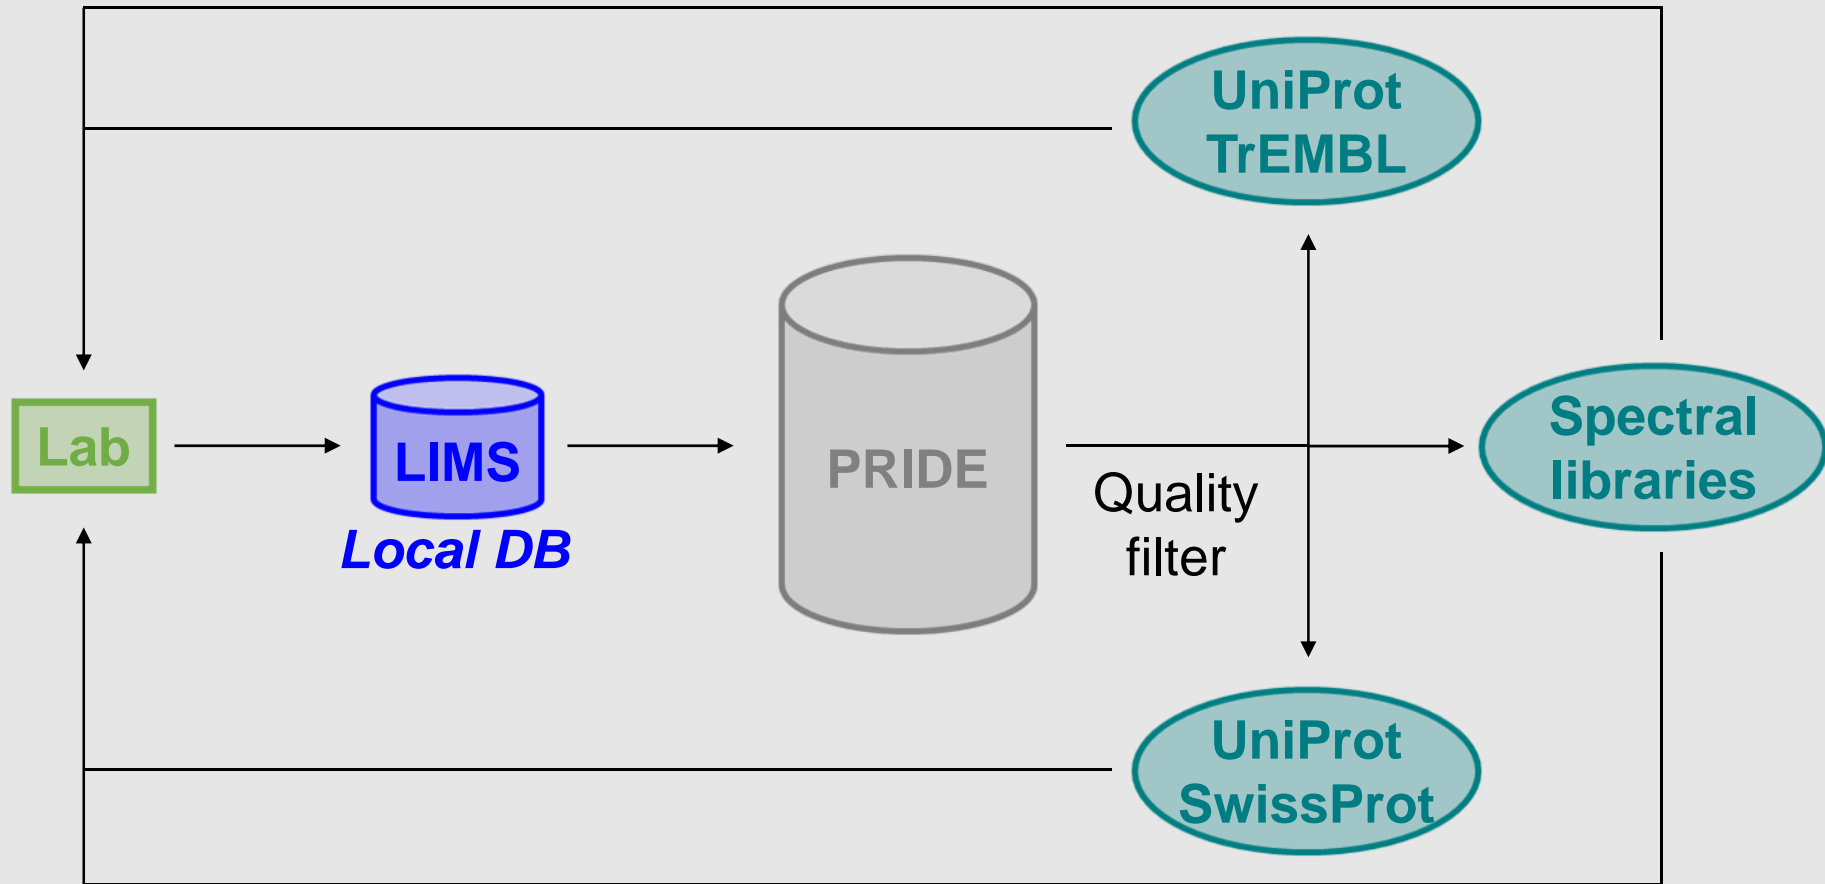 UniProt
TrEMBL
Lab
LIMS
Local DB
PRIDE
Quality
filter
Spectral
libraries
UniProt
SwissProt